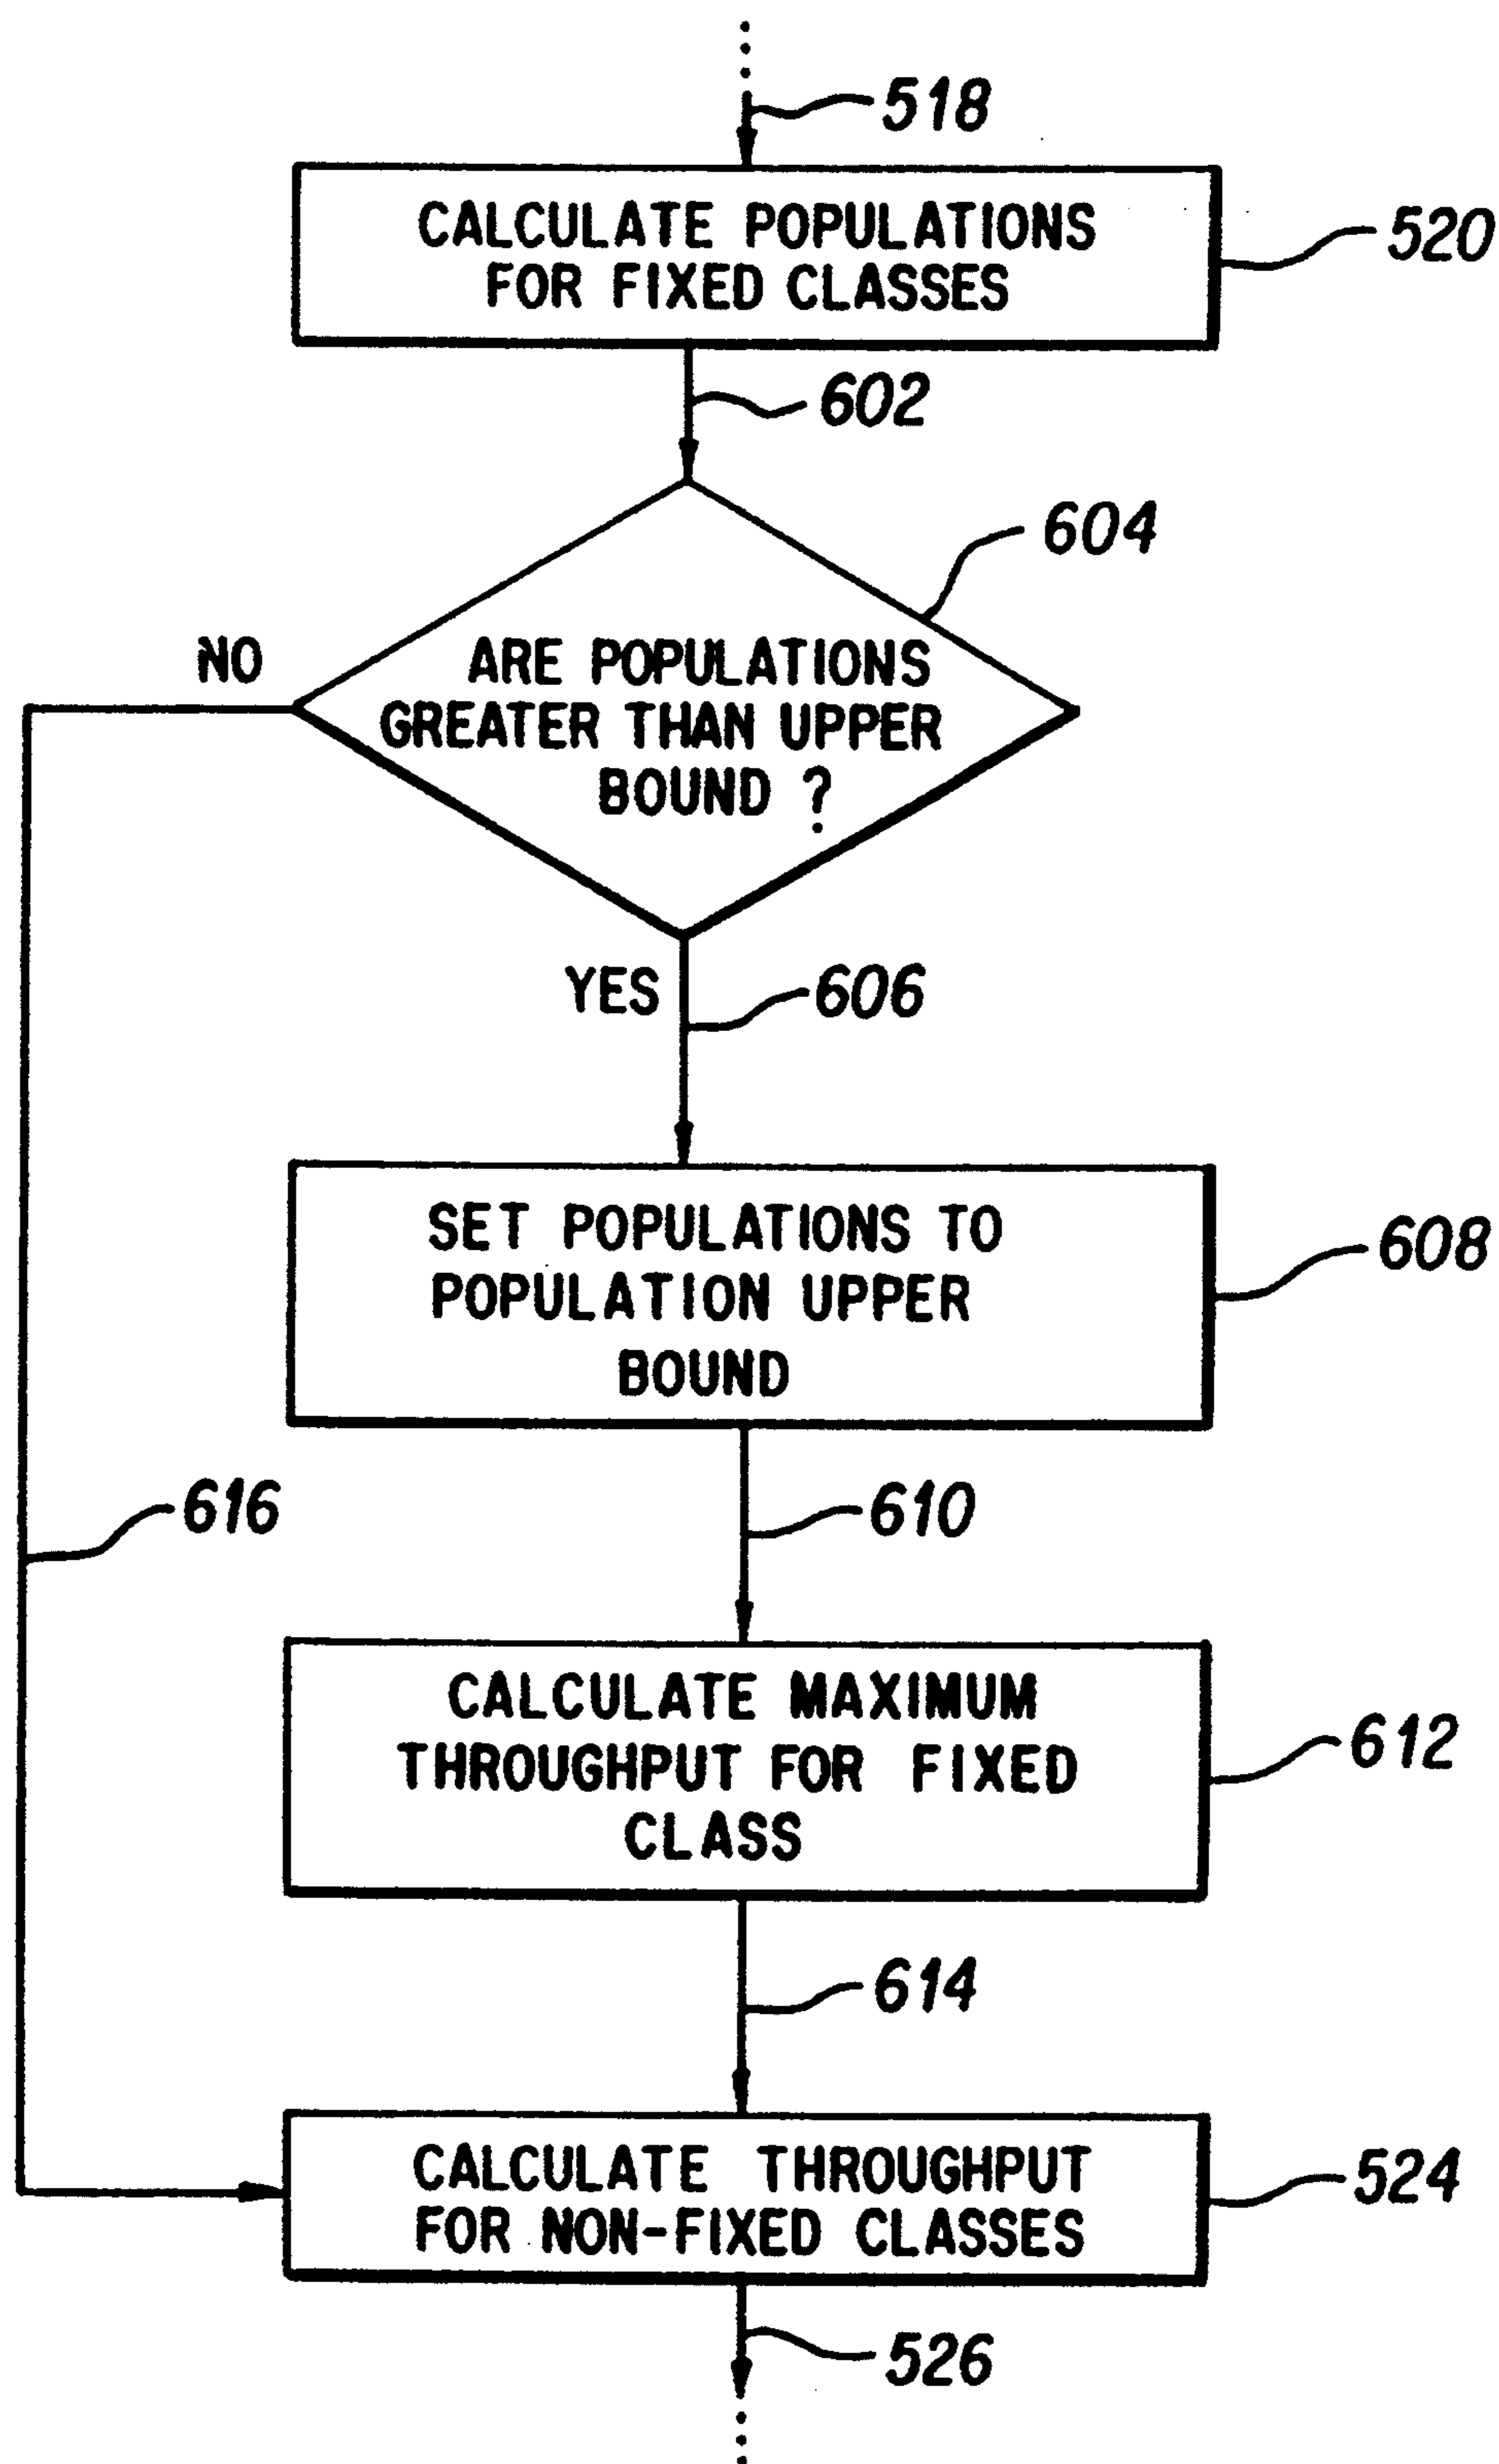 518
CALCULATE POPULATIONS
FOR FIXED CLASSES
520
602
604
ARE POPULATIONS
GREATER THAN UPPER
BOUND ?
NO
YES
606
SET POPULATIONS TO
POPULATION UPPER
BOUND
608
616
610
CALCULATE MAXIMUM
THROUGHPUT FOR FIXED
CLASS
612
614
CALCULATE THROUGHPUT
FOR NON-FIXED CLASSES
524
526